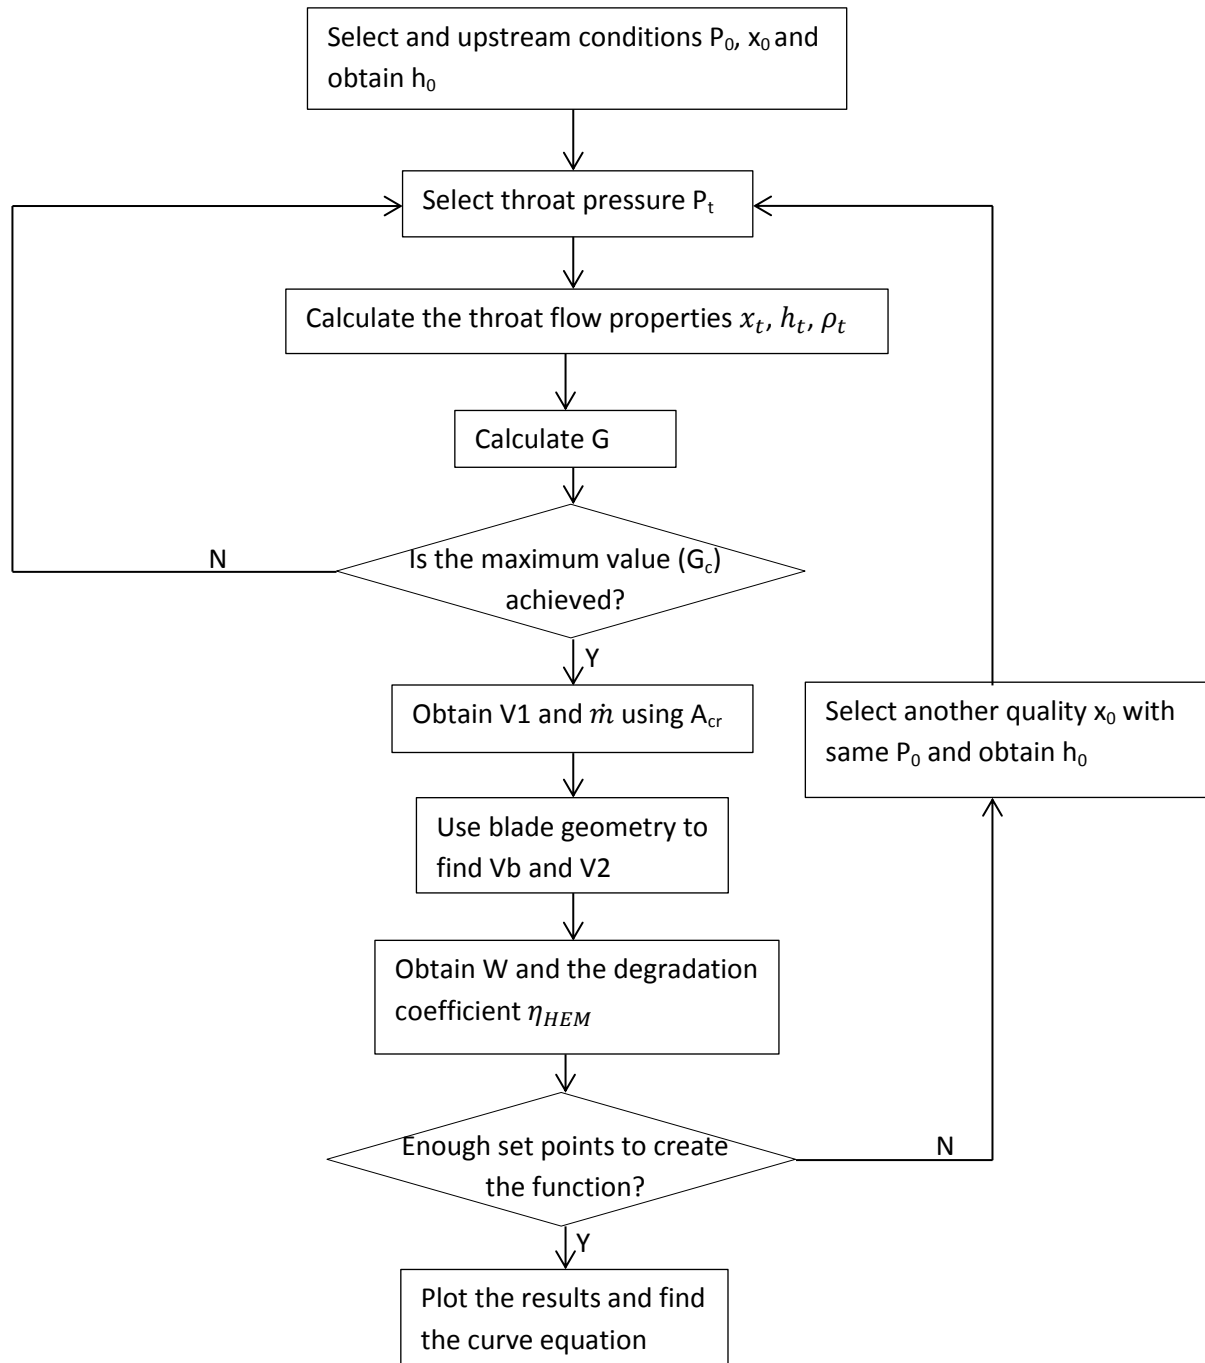 Select and upstream conditions P₀, x₀ and
obtain h₀
Select throat pressure Pₜ
Calculate the throat flow properties 𝑥ₜ, ℎₜ, 𝜌ₜ
Calculate G
Is the maximum value (G꜀)
achieved?
N
Y
Obtain V1 and ṁ using A_cr
Select another quality x₀ with
same P₀ and obtain h₀
Use blade geometry to
find Vb and V2
Obtain W and the degradation
coefficient 𝜂_𝐻𝐸𝑀
Enough set points to create
the function?
N
Y
Plot the results and find
the curve equation